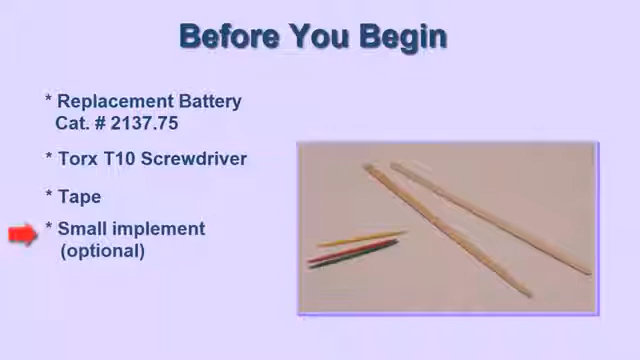 Before You Begin
* Replacement Battery
Cat. # 2137.75
* Torx T10 Screwdriver
* Tape
* Small implement
(optional)